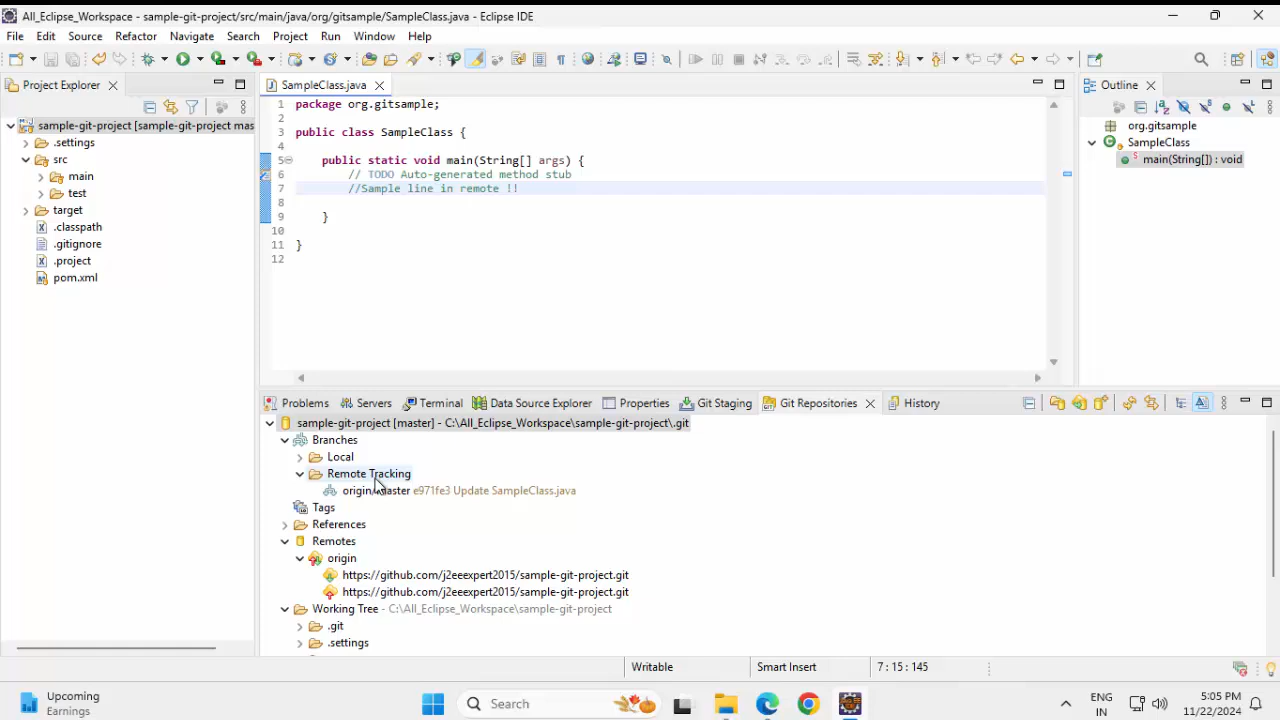 All_Eclipse_Workspace - sample-git-project/src/main/java/org/gitsample/SampleClass.java - Eclipse IDE
File Edit Source Refactor Navigate Search Project Run Window Help
Project Explorer
sample-git-project [sample-git-project mas
.settings
src
main
test
target
.classpath
.gitignore
.project
pom.xml
SampleClass.java
1 package org.gitsample;
2
3 public class SampleClass {
4
5 public static void main(String[] args) {
6 // TODO Auto-generated method stub
7 //Sample line in remote !!
8
9 }
10
11 }
12
Outline
org.gitsample
SampleClass
main(String[]) : void
Problems Servers Terminal Data Source Explorer Properties Git Staging Git Repositories History
sample-git-project [master] - C:\All_Eclipse_Workspace\sample-git-project\.git
Branches
Local
Remote Tracking
origin/master e971fe3 Update SampleClass.java
Tags
References
Remotes
origin
https://github.com/j2eeexpert2015/sample-git-project.git
https://github.com/j2eeexpert2015/sample-git-project.git
Working Tree - C:\All_Eclipse_Workspace\sample-git-project
.git
.settings
Writable Smart Insert 7 : 15 : 145
Upcoming
Earnings
Search
ENG
IN
5:05 PM
11/22/2024